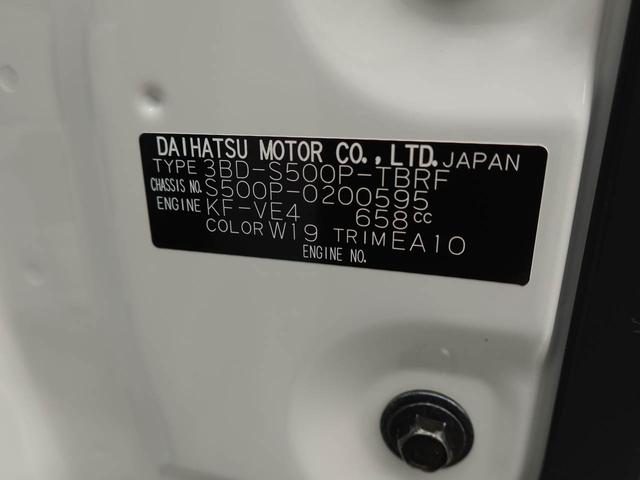 DAIHATSU MOTOR CO.,LTD. JAPAN
TYPE 3BD-S500P-TBRF
CHASSIS NO. S500P-0200595
ENGINE KF-VE4 658cc
COLOR W19 TRIM EA10
ENGINE NO.